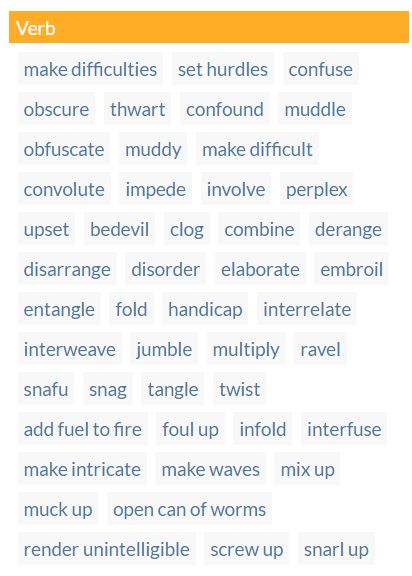 Verb
make difficulties set hurdles confuse
obscure thwart confound muddle
obfuscate muddy make difficult
convolute impede involve perplex
upset bedevil clog combine derange
disarrange disorder elaborate embroil
entangle fold handicap interrelate
interweave jumble multiply ravel
snafu snag tangle twist
add fuel to fire foul up infold interfuse
make intricate make waves mix up
muck up open can of worms
render unintelligible screw up snarl up